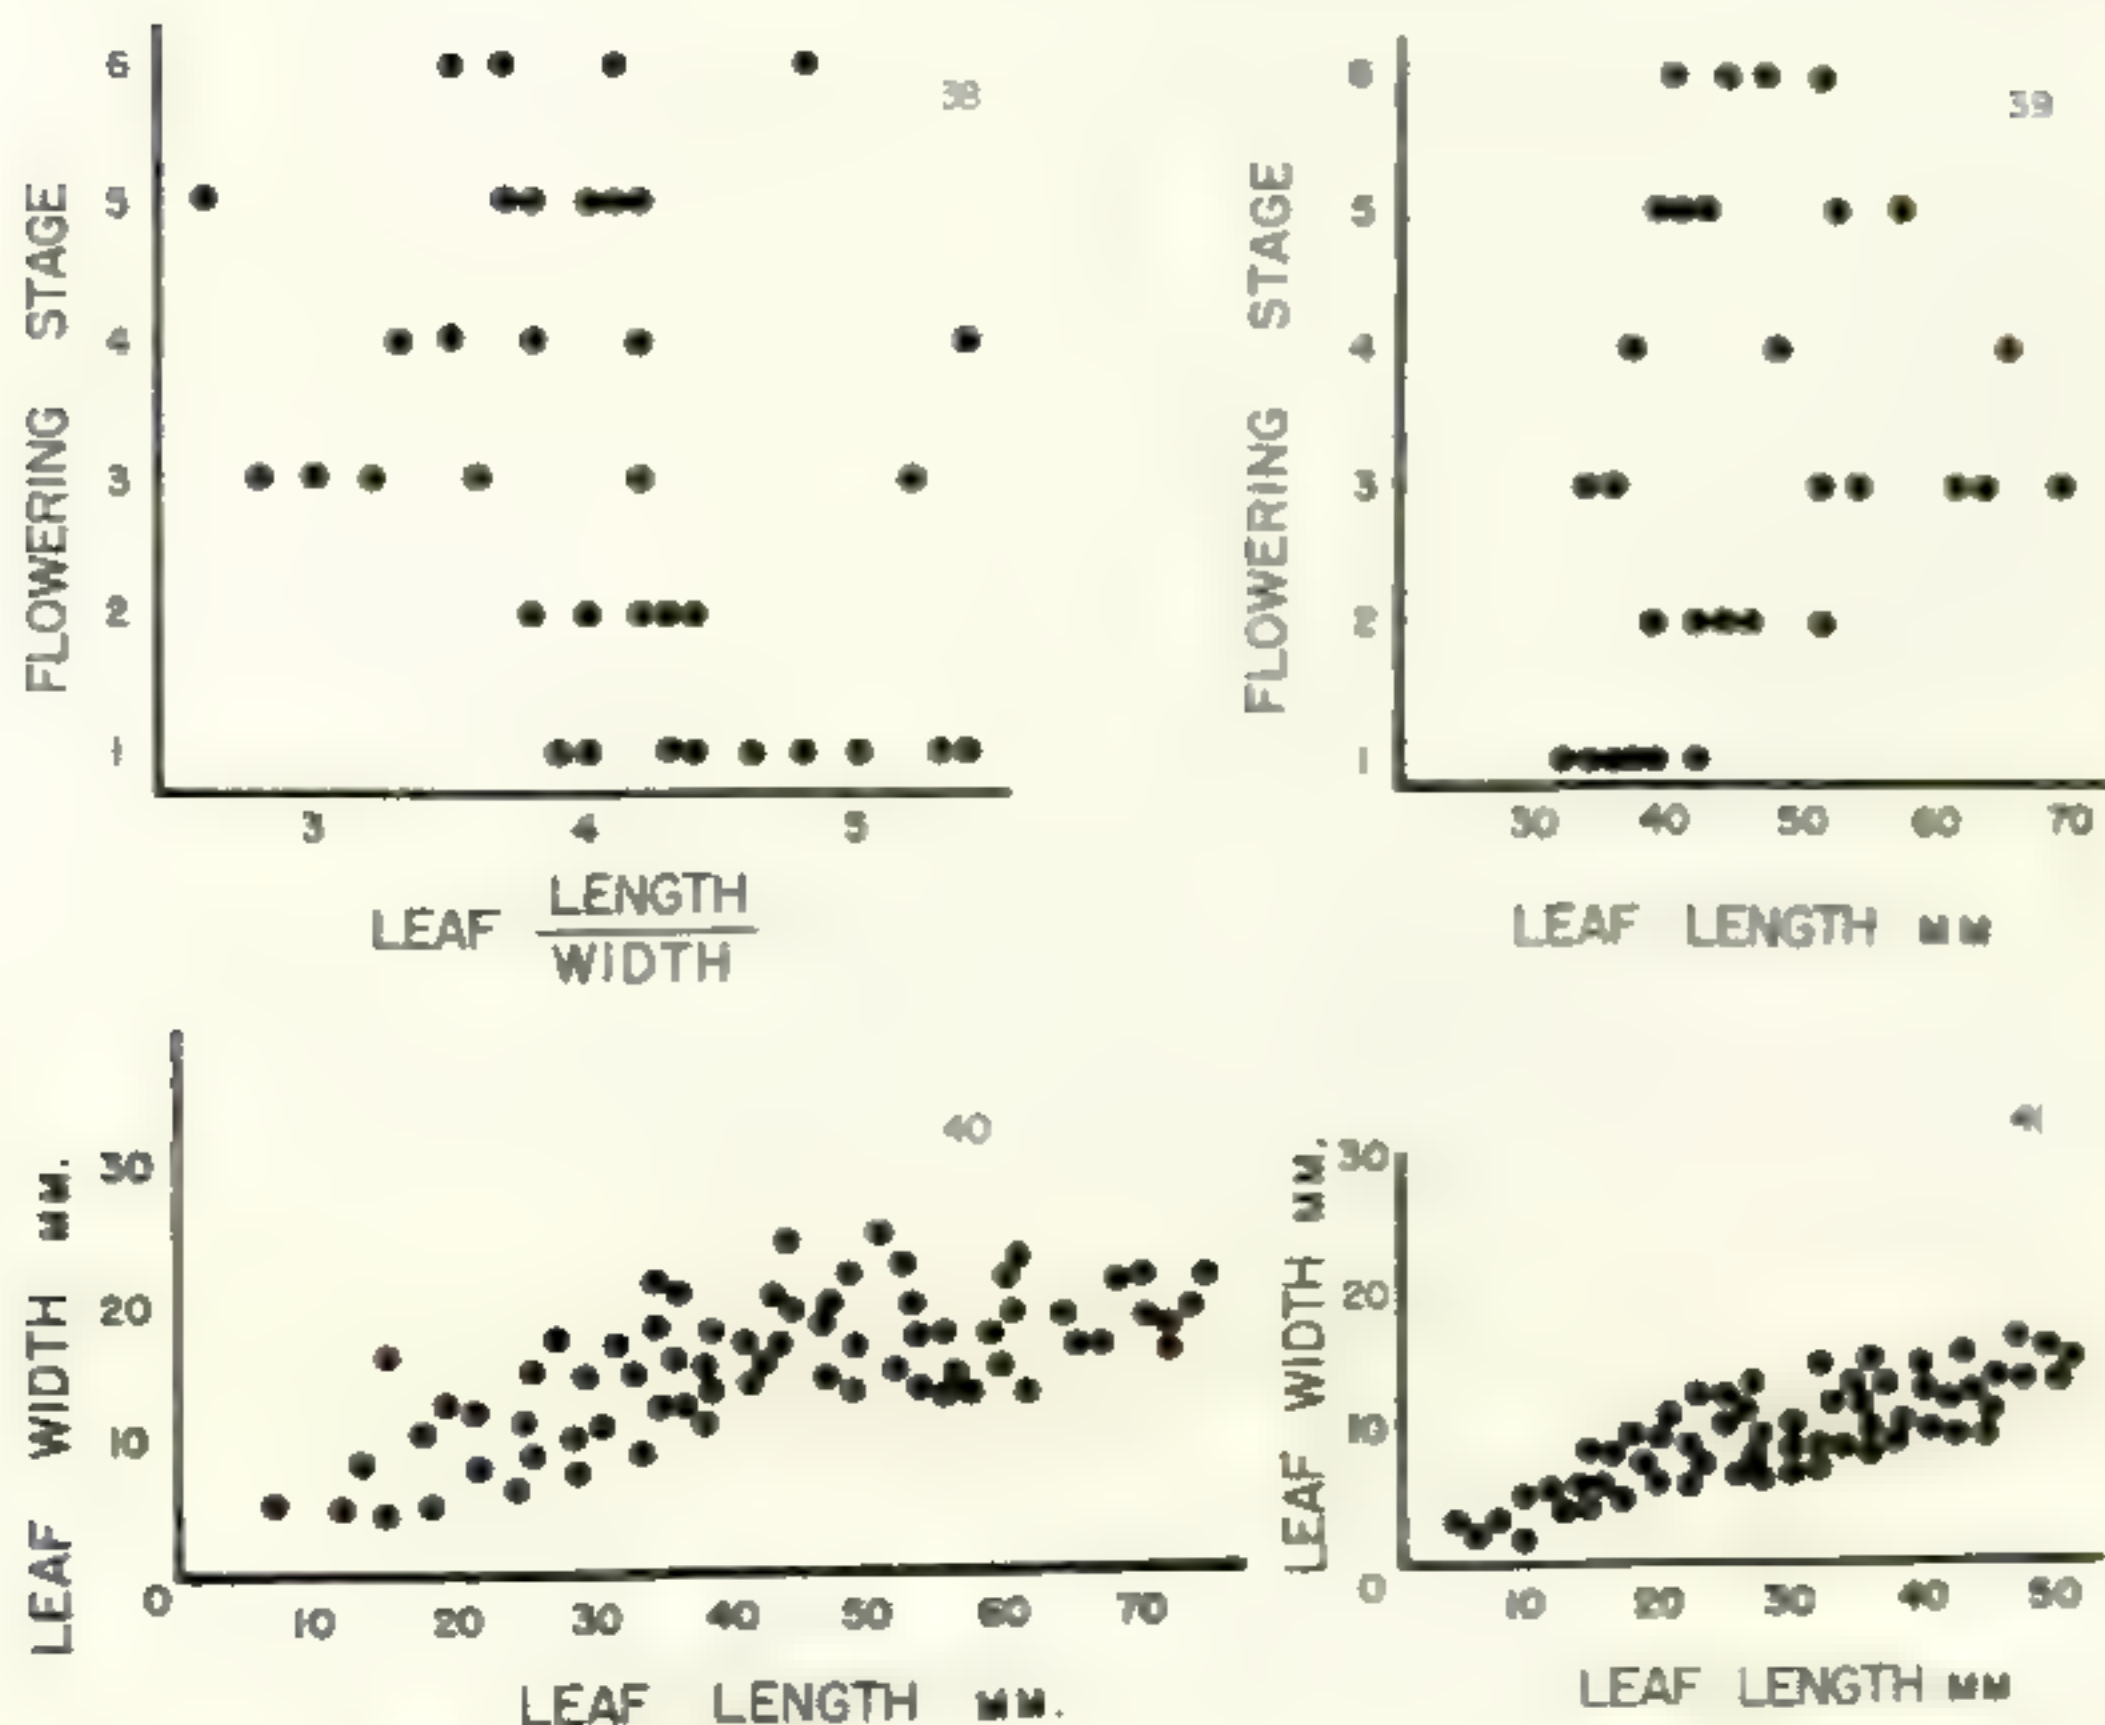 FLOWERING STAGE
6
5
4
3
2
1
38
3 4 5
LEAF LENGTH
WIDTH
FLOWERING STAGE
6
5
4
3
2
1
39
30 40 50 60 70
LEAF LENGTH MM
LEAF WIDTH MM.
30
20
10
0
40
10 20 30 40 50 60 70
LEAF LENGTH MM.
LEAF WIDTH MM.
30
20
10
0
41
10 20 30 40 50
LEAF LENGTH MM